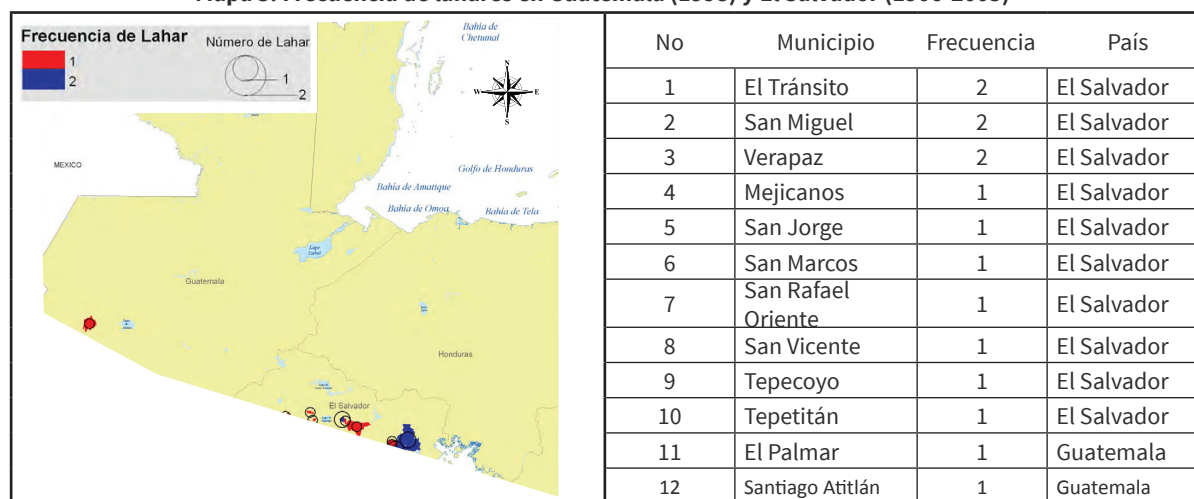 Frecuencia de Lahar
1
2
Número de Lahar
1
2
Bahía de
Chetumal
N
W E
S
MEXICO
Golfo de Honduras
Bahía de Amatique
Bahía de Omoa
Bahía de Tela
Lago
Izabal
Guatemala
Honduras
El Salvador
No Municipio Frecuencia País
1 El Tránsito 2 El Salvador
2 San Miguel 2 El Salvador
3 Verapaz 2 El Salvador
4 Mejicanos 1 El Salvador
5 San Jorge 1 El Salvador
6 San Marcos 1 El Salvador
7 San Rafael Oriente 1 El Salvador
8 San Vicente 1 El Salvador
9 Tepecoyo 1 El Salvador
10 Tepetitán 1 El Salvador
11 El Palmar 1 Guatemala
12 Santiago Atitlán 1 Guatemala